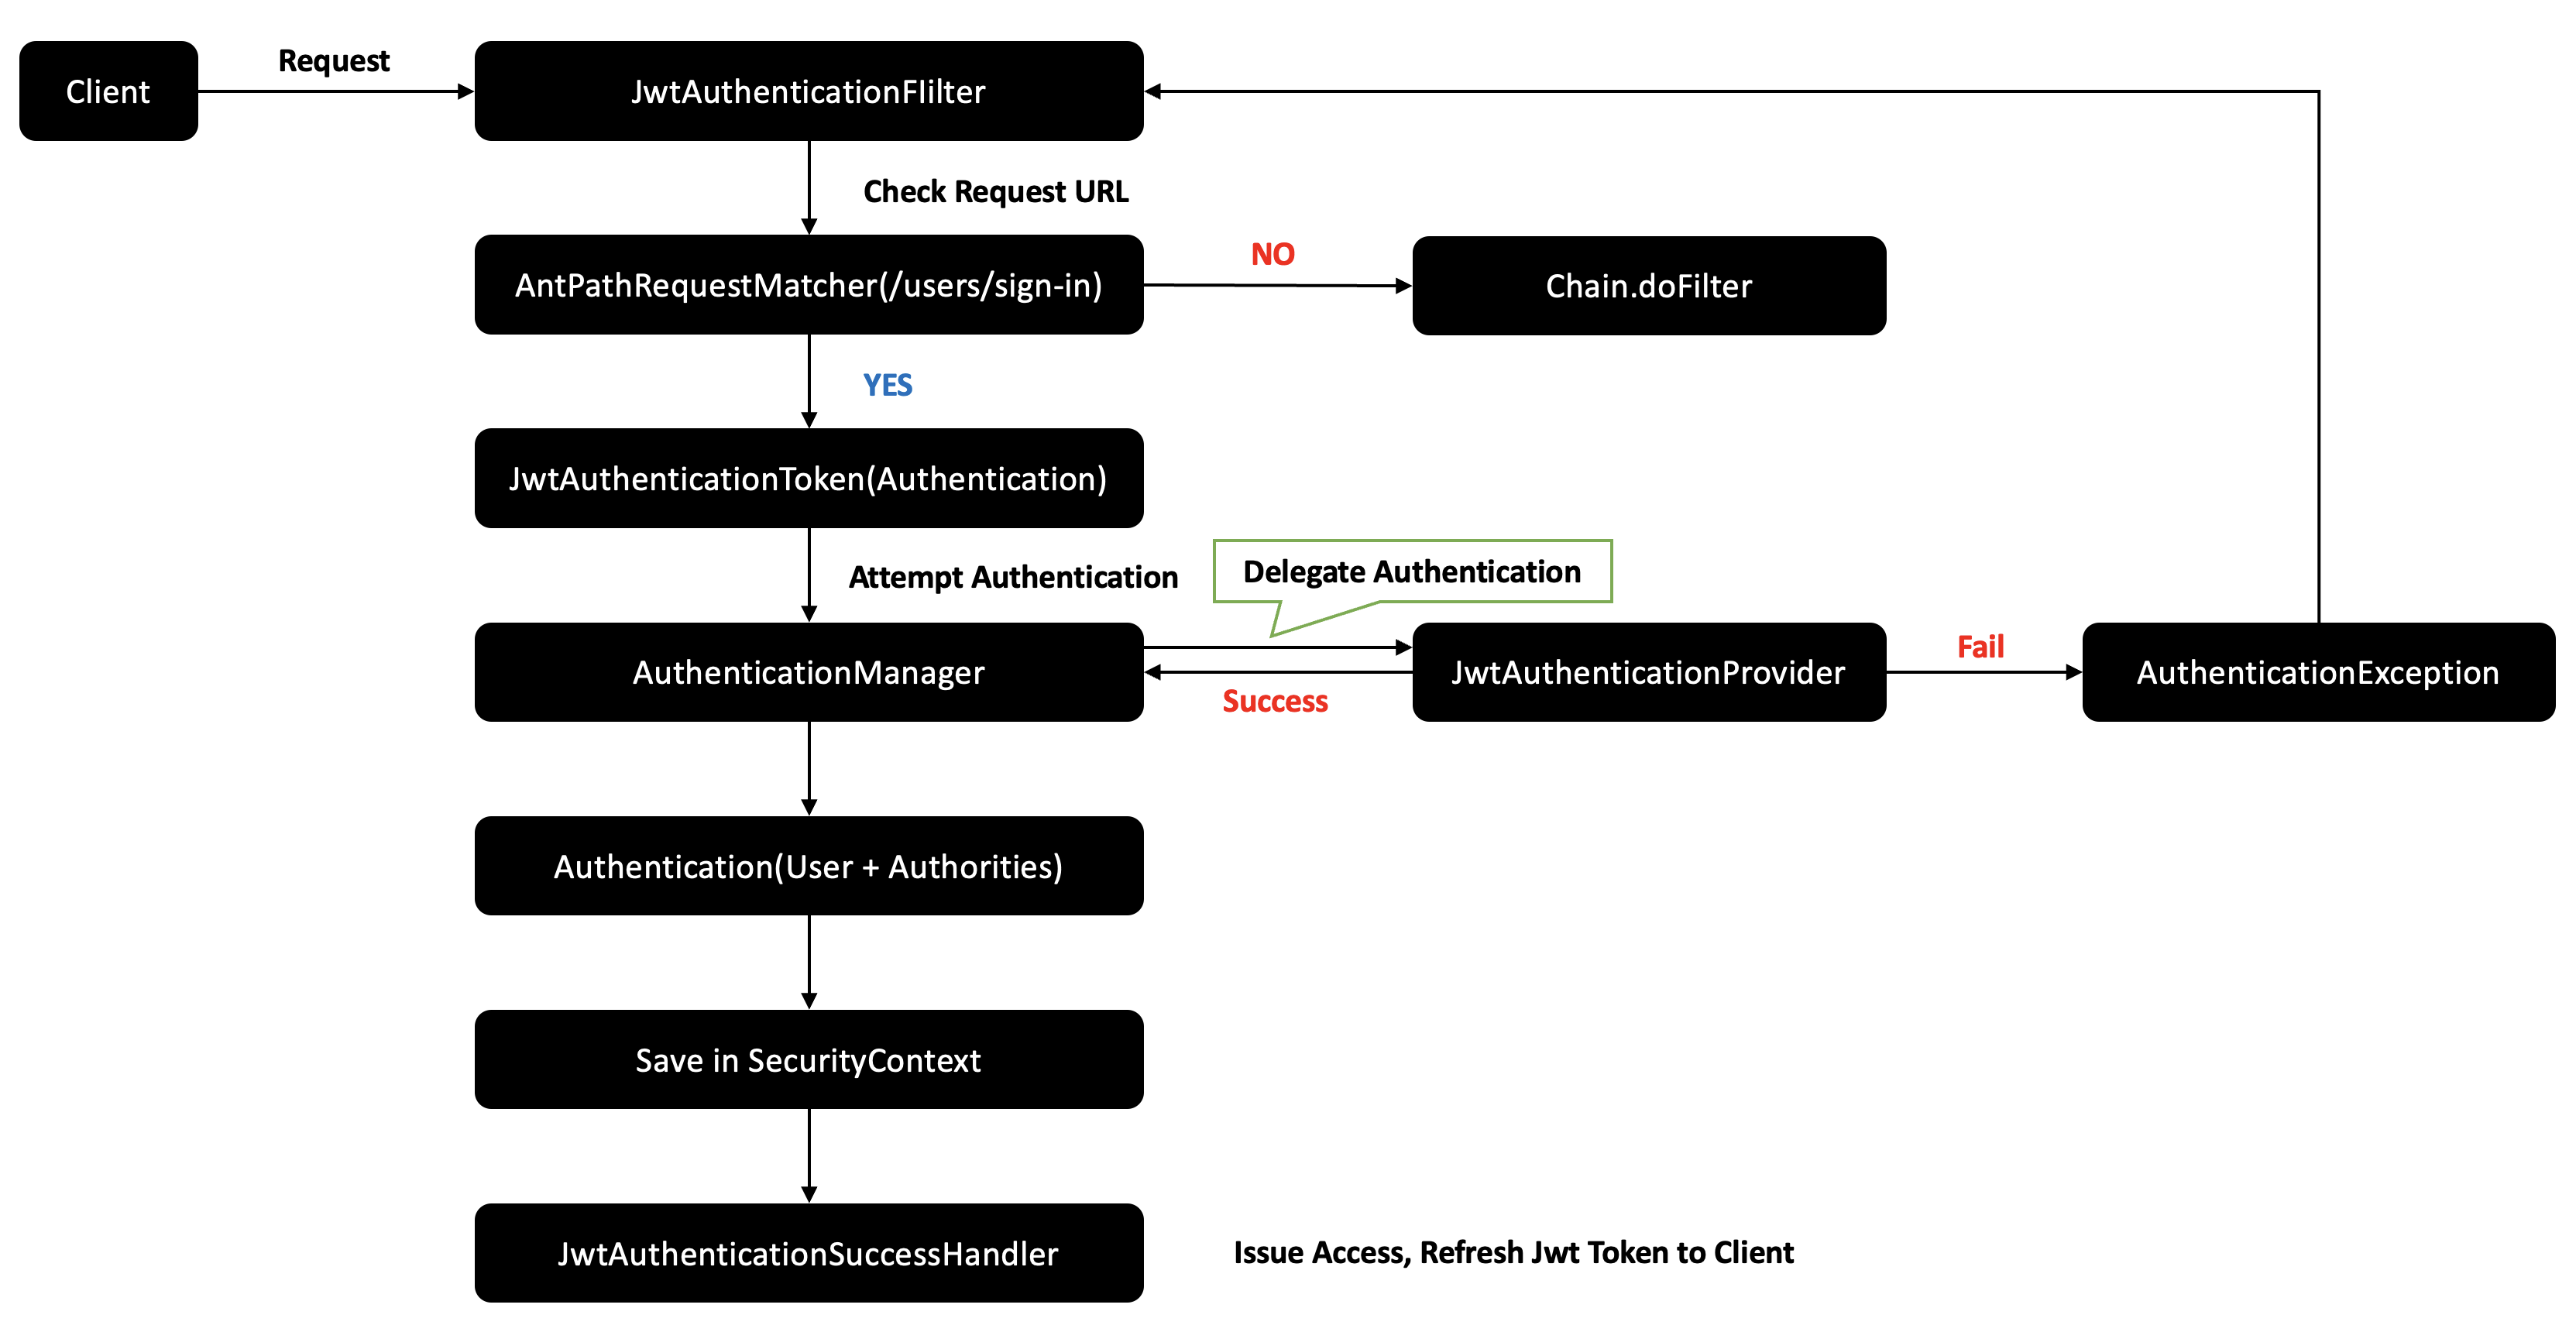 Client
Request
JwtAuthenticationFIilter
Check Request URL
AntPathRequestMatcher(/users/sign-in)
NO
Chain.doFilter
YES
JwtAuthenticationToken(Authentication)
Attempt Authentication
Delegate Authentication
AuthenticationManager
Success
JwtAuthenticationProvider
Fail
AuthenticationException
Authentication(User + Authorities)
Save in SecurityContext
JwtAuthenticationSuccessHandler
Issue Access, Refresh Jwt Token to Client